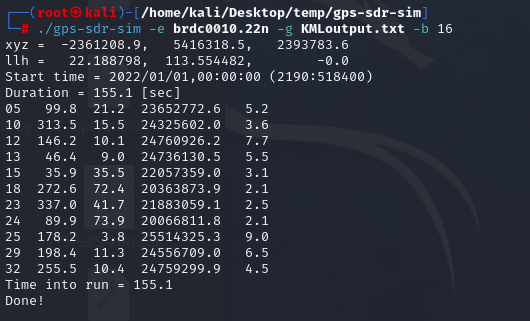 ┌──(root㉿kali)-[/home/kali/Desktop/temp/gps-sdr-sim]
└─# ./gps-sdr-sim -e brdc0010.22n -g KMLoutput.txt -b 16
xyz =  -2361208.9,   5416318.5,   2393783.6
llh =   22.188798,  113.554482,        -0.0
Start time = 2022/01/01,00:00:00 (2190:518400)
Duration = 155.1 [sec]
05   99.8  21.2  23652772.6   5.2
10  313.5  15.5  24325602.0   3.6
12  146.2  10.1  24760926.2   7.7
13   46.4   9.0  24736130.5   5.5
15   35.9  35.5  22057359.0   3.1
18  272.6  72.4  20363873.9   2.1
23  337.0  41.7  21883059.1   2.5
24   89.9  73.9  20066811.8   2.1
25  178.2   3.8  25514325.3   9.0
29  198.4  11.3  24556709.0   6.5
32  255.5  10.4  24759299.9   4.5
Time into run = 155.1
Done!